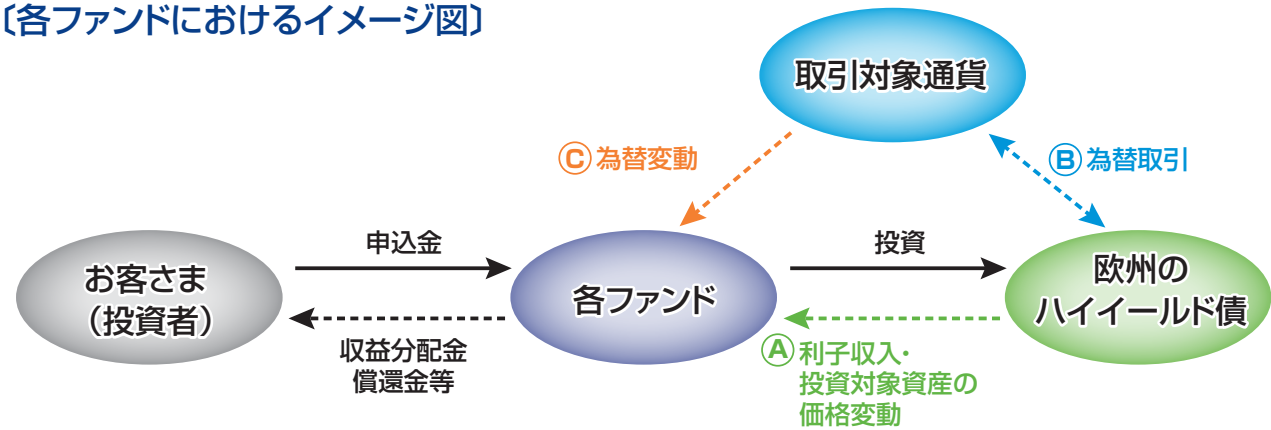 〔各ファンドにおけるイメージ図〕
取引対象通貨
Ⓒ為替変動
Ⓑ為替取引
お客さま
（投資者）
申込金
収益分配金
償還金等
各ファンド
投資
Ⓐ利子収入・
投資対象資産の
価格変動
欧州の
ハイイールド債